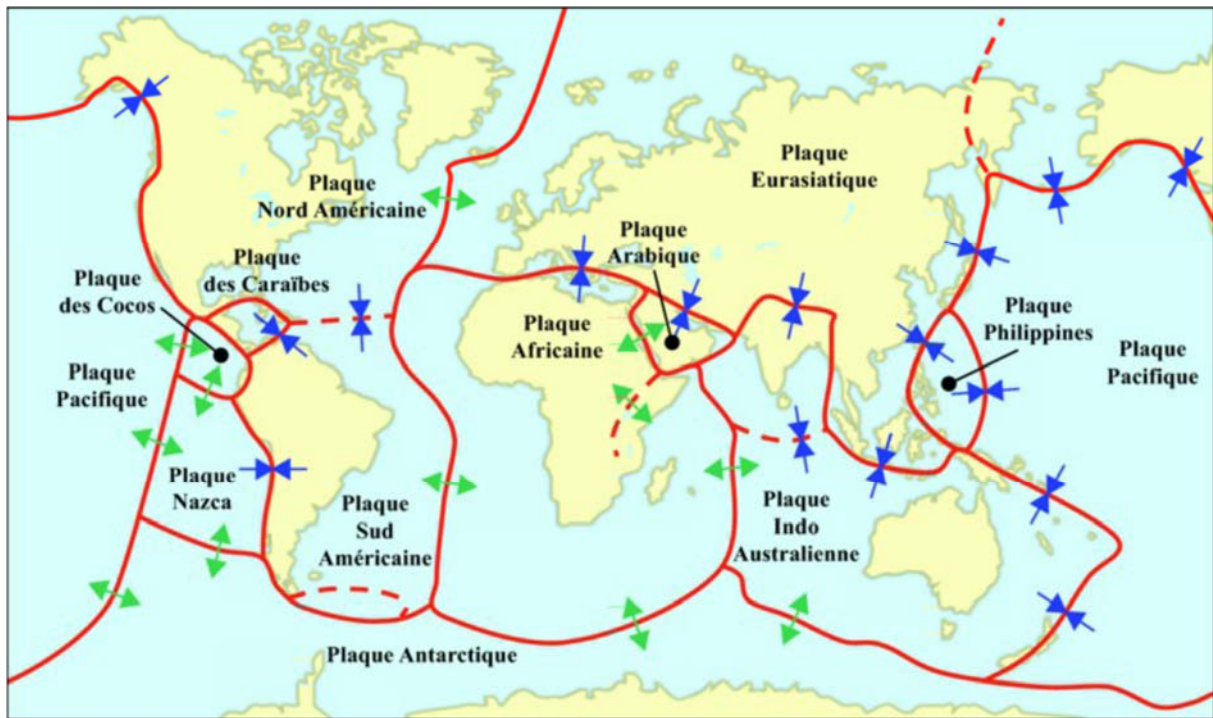 Plaque
Nord Américaine
Plaque
des Caraïbes
Plaque
des Cocos
Plaque
Pacifique
Plaque
Nazca
Plaque
Sud
Américaine
Plaque Antarctique
Plaque
Africaine
Plaque
Arabique
Plaque
Eurasiatique
Plaque
Indo
Australienne
Plaque
Philippines
Plaque
Pacifique